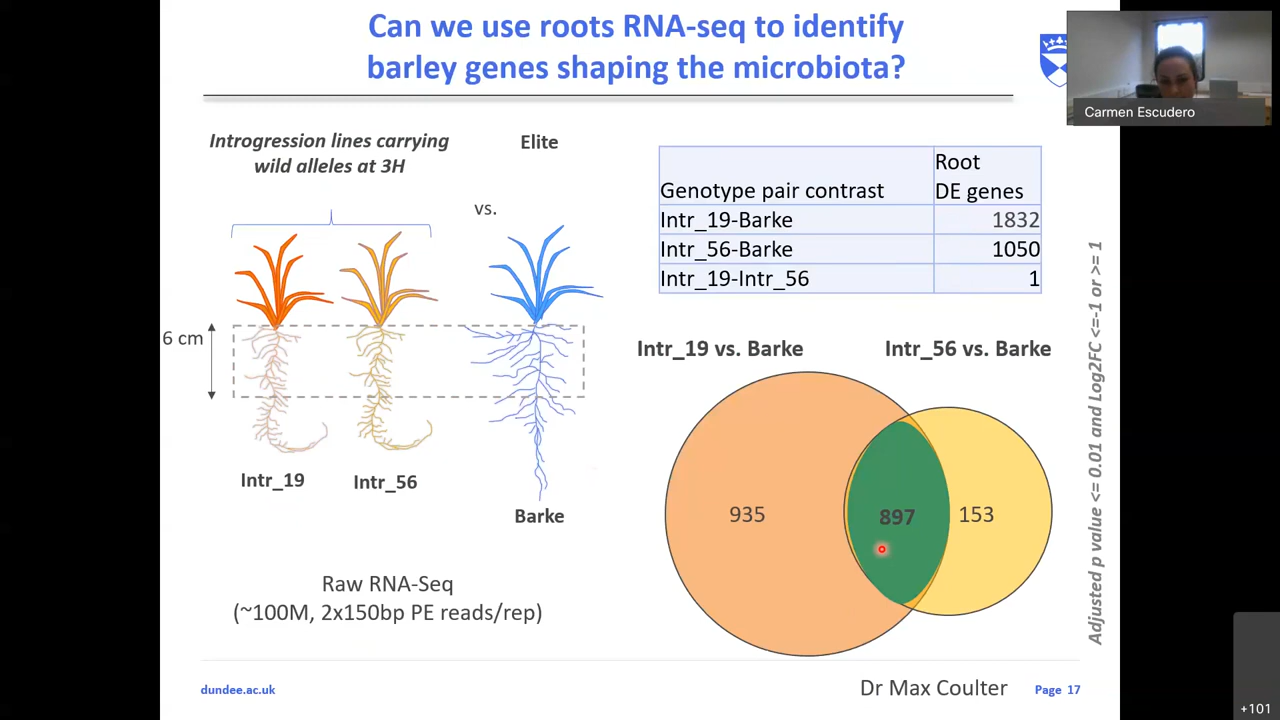 Can we use roots RNA-seq to identify
barley genes shaping the microbiota?
Carmen Escudero
Introgression lines carrying
wild alleles at 3H
Elite
vs.
6 cm
Intr_19
Intr_56
Barke
Raw RNA-Seq
(~100M, 2x150bp PE reads/rep)
Genotype pair contrast
Root
DE genes
Intr_19-Barke 1832
Intr_56-Barke 1050
Intr_19-Intr_56 1
Intr_19 vs. Barke
Intr_56 vs. Barke
935
897
153
Adjusted p value <= 0.01 and Log2FC <=-1 or >= 1
dundee.ac.uk
Dr Max Coulter
Page 17
+101